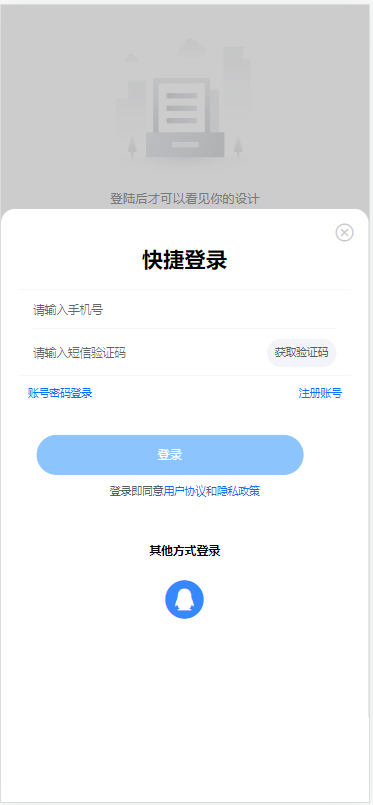 登陆后才可以看见你的设计
快捷登录
请输入手机号
请输入短信验证码 获取验证码
账号密码登录 注册账号
登录
登录即同意用户协议和隐私政策
其他方式登录